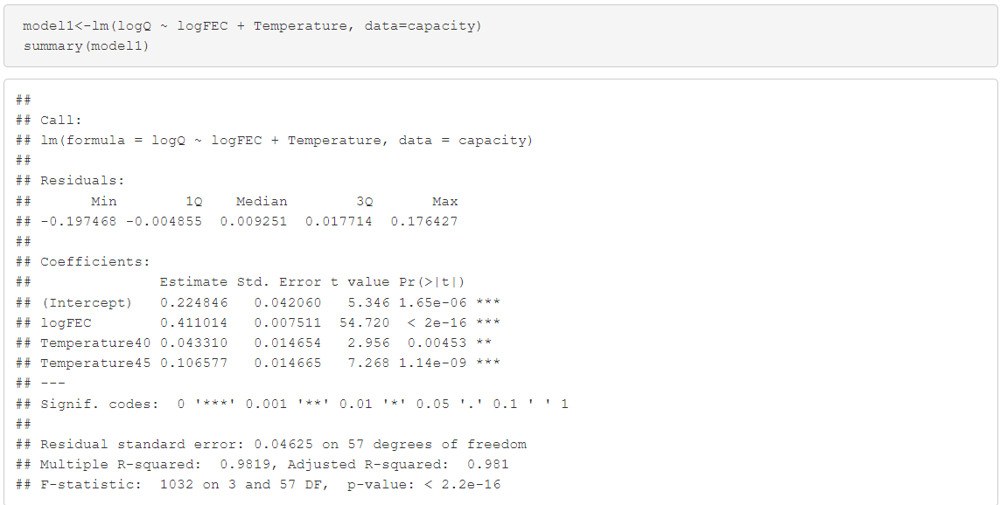 model1<-lm(logQ ~ logFEC + Temperature, data=capacity)
summary(model1)
##
## Call:
## lm(formula = logQ ~ logFEC + Temperature, data = capacity)
##
## Residuals:
##       Min        1Q    Median        3Q       Max
## -0.197468 -0.004855  0.009251  0.017714  0.176427
##
## Coefficients:
##               Estimate Std. Error t value Pr(>|t|)
## (Intercept)   0.224846   0.042060   5.346 1.65e-06 ***
## logFEC        0.411014   0.007511  54.720  < 2e-16 ***
## Temperature40 0.043310   0.014654   2.956  0.00453 **
## Temperature45 0.106577   0.014665   7.268 1.14e-09 ***
## ---
## Signif. codes:  0 '***' 0.001 '**' 0.01 '*' 0.05 '.' 0.1 ' ' 1
##
## Residual standard error: 0.04625 on 57 degrees of freedom
## Multiple R-squared:  0.9819, Adjusted R-squared:  0.981
## F-statistic:  1032 on 3 and 57 DF,  p-value: < 2.2e-16